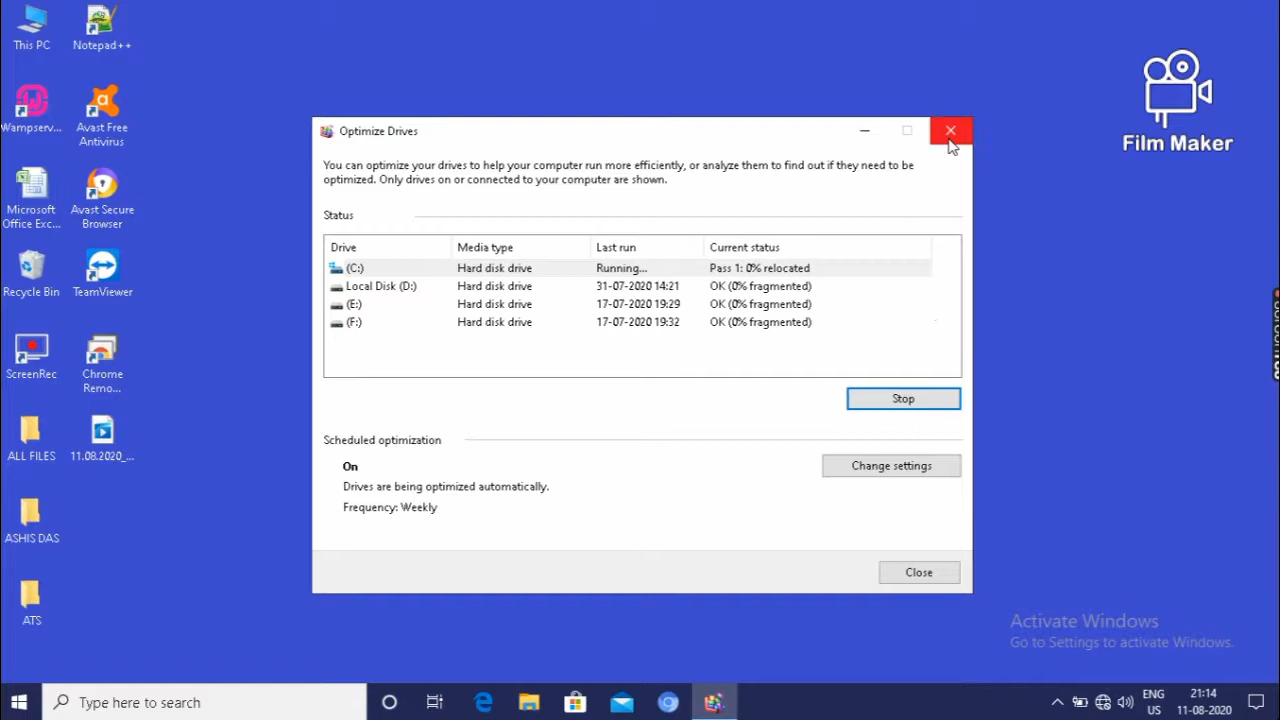 This PC
Notepad++
Wampserv...
Avast Free
Antivirus
Microsoft
Office Exc...
Avast Secure
Browser
Recycle Bin
TeamViewer
ScreenRec
Chrome
Remo...
ALL FILES
11.08.2020_...
ASHIS DAS
ATS
Film Maker
Optimize Drives
You can optimize your drives to help your computer run more efficiently, or analyze them to find out if they need to be
optimized. Only drives on or connected to your computer are shown.
Status
Drive Media type Last run Current status
(C:) Hard disk drive Running... Pass 1: 0% relocated
Local Disk (D:) Hard disk drive 31-07-2020 14:21 OK (0% fragmented)
(E:) Hard disk drive 17-07-2020 19:29 OK (0% fragmented)
(F:) Hard disk drive 17-07-2020 19:32 OK (0% fragmented)
Stop
Scheduled optimization
On
Change settings
Drives are being optimized automatically.
Frequency: Weekly
Close
Activate Windows
Go to Settings to activate Windows.
Type here to search
ENG
US
21:14
11-08-2020